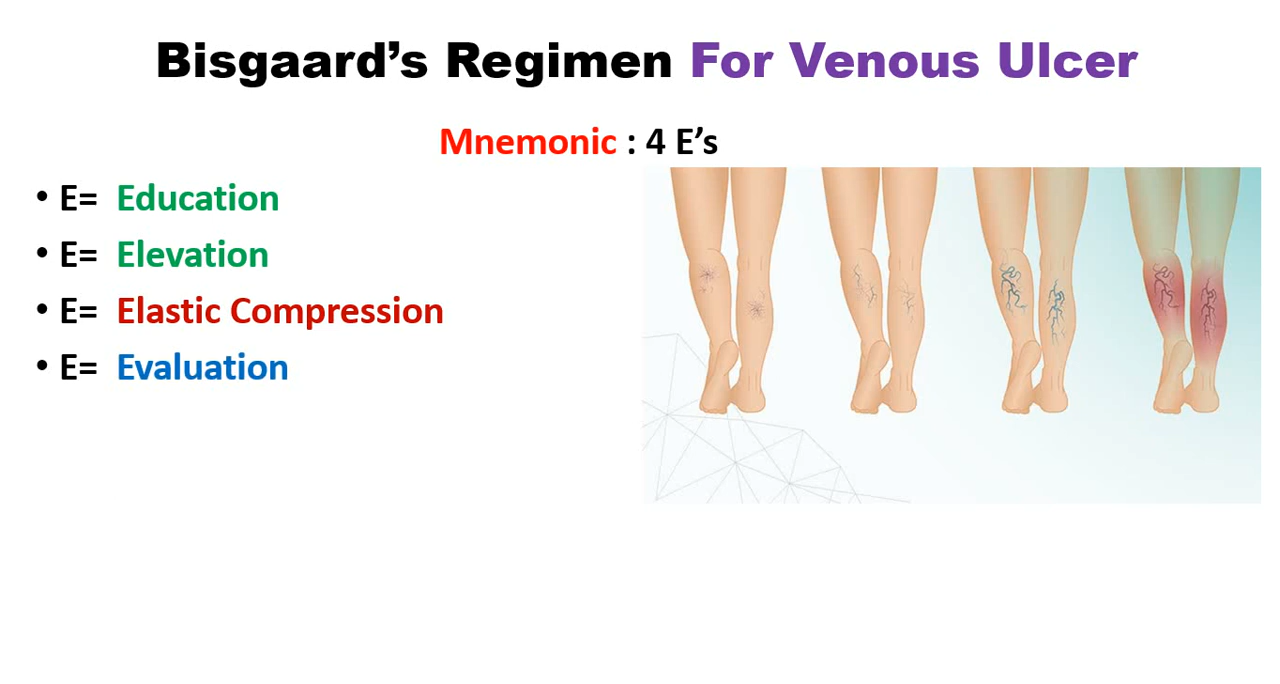 Bisgaard’s Regimen For Venous Ulcer
Mnemonic : 4 E’s
• E= Education
• E= Elevation
• E= Elastic Compression
• E= Evaluation